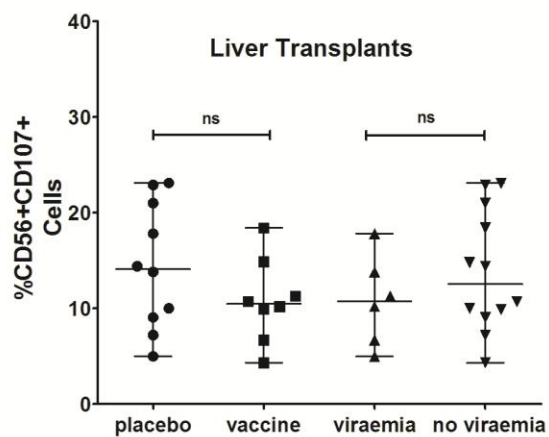 Liver Transplants
%CD56+CD107+
Cells
40
30
20
10
0
ns
ns
placebo
vaccine
viraemia
no viraemia